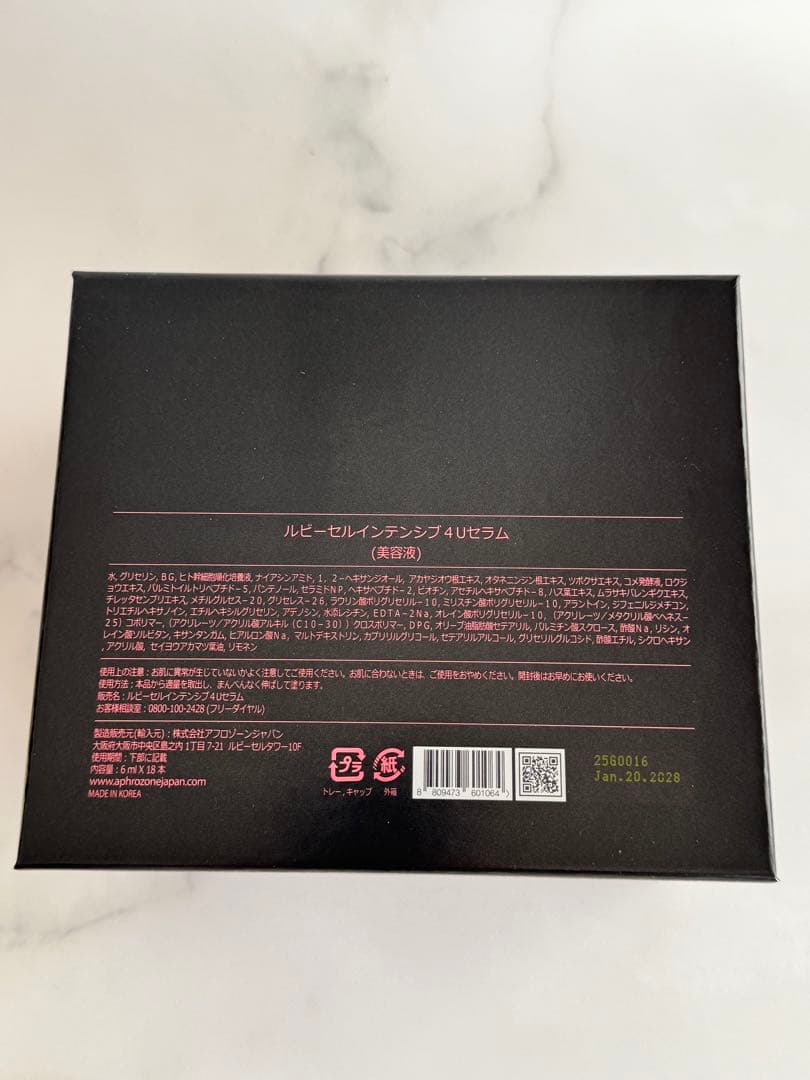 ルビーセルインテンシブ4Uセラム
(美容液)
水, グリセリン, BG, ヒト幹細胞順化培養液, ナイアシンアミド, 1，2－ヘキサンジオール, アカヤジオウ根エキス, オタネニンジン根エキス, ツボクサエキス, コメ発酵液, ロクジ
ョウエキス, パルミトイルトリペプチド－5, パンテノール, セラミドNP, ヘキサペプチド－2, ビオチン, アセチルヘキサペプチド－8, ハス葉エキス, ムラサキバレンギクエキス,
チレッタセンブリエキス, メチルグルセス－20, グリセレス－26, ラウリン酸ポリグリセリル－10, ミリスチン酸ポリグリセリル－10, アラントイン, ジフェニルジメチコン,
トリエチルヘキサノイン, エチルヘキシルグリセリン, アデノシン, 水添レシチン, EDTA－2Na, オレイン酸ポリグリセリル－10, (アクリレーツ／メタクリル酸ベヘネス－
25) コポリマー, (アクリレーツ／アクリル酸アルキル (C10－30)) クロスポリマー, DPG, オリーブ油脂肪酸セテアリル, パルミチン酸スクロース, 酢酸Na, リシン, オ
レイン酸ソルビタン, キサンタンガム, ヒアルロン酸Na, マルトデキストリン, カプリリルグリコール, セテアリルアルコール, グリセリルグルコシド, 酢酸エチル, シクロヘキサン,
アクリル酸, セイヨウアカマツ葉油, リモネン
使用上の注意 : お肌に異常が生じていないかよく注意してご使用ください。お肌に合わないときは、ご使用をおやめください。開封後はお早めにお使いください。
使用方法 : 本品から適量を取出し、まんべんなく伸ばして塗ります。
販売名 : ルビーセルインテンシブ4Uセラム
お客様相談室 : 0800-100-2428 (フリーダイヤル)
製造販売元(輸入元) : 株式会社アフロゾーンジャパン
大阪府大阪市中央区島之内 1丁目 7-21 ルビーセルタワー10F
使用期間 : 下部に記載
内容量 : 6 ml X 18本
www.aphrozonejapan.com
MADE IN KOREA
プラ
トレー, キャップ
紙
外箱
8 809473 601064 >
25G0016
Jan.20.2028